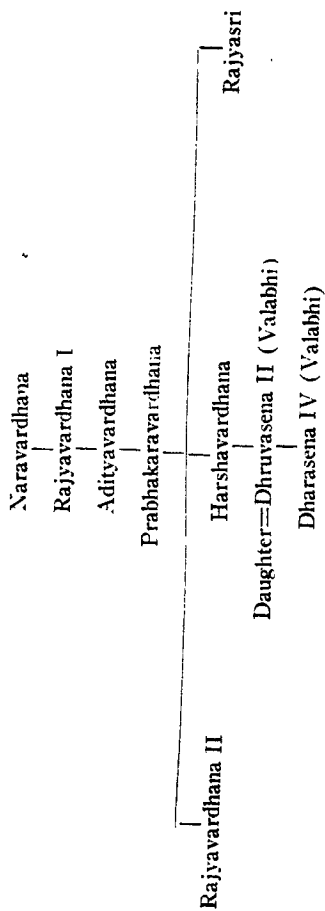 Naravardhana
Rajyavardhana I
Adityavardhana
Prabhakaravardhana
Rajyavardhana II
Harshavardhana
Rajyasri
Daughter=Dhruvasena II (Valabhi)
Dharasena IV (Valabhi)